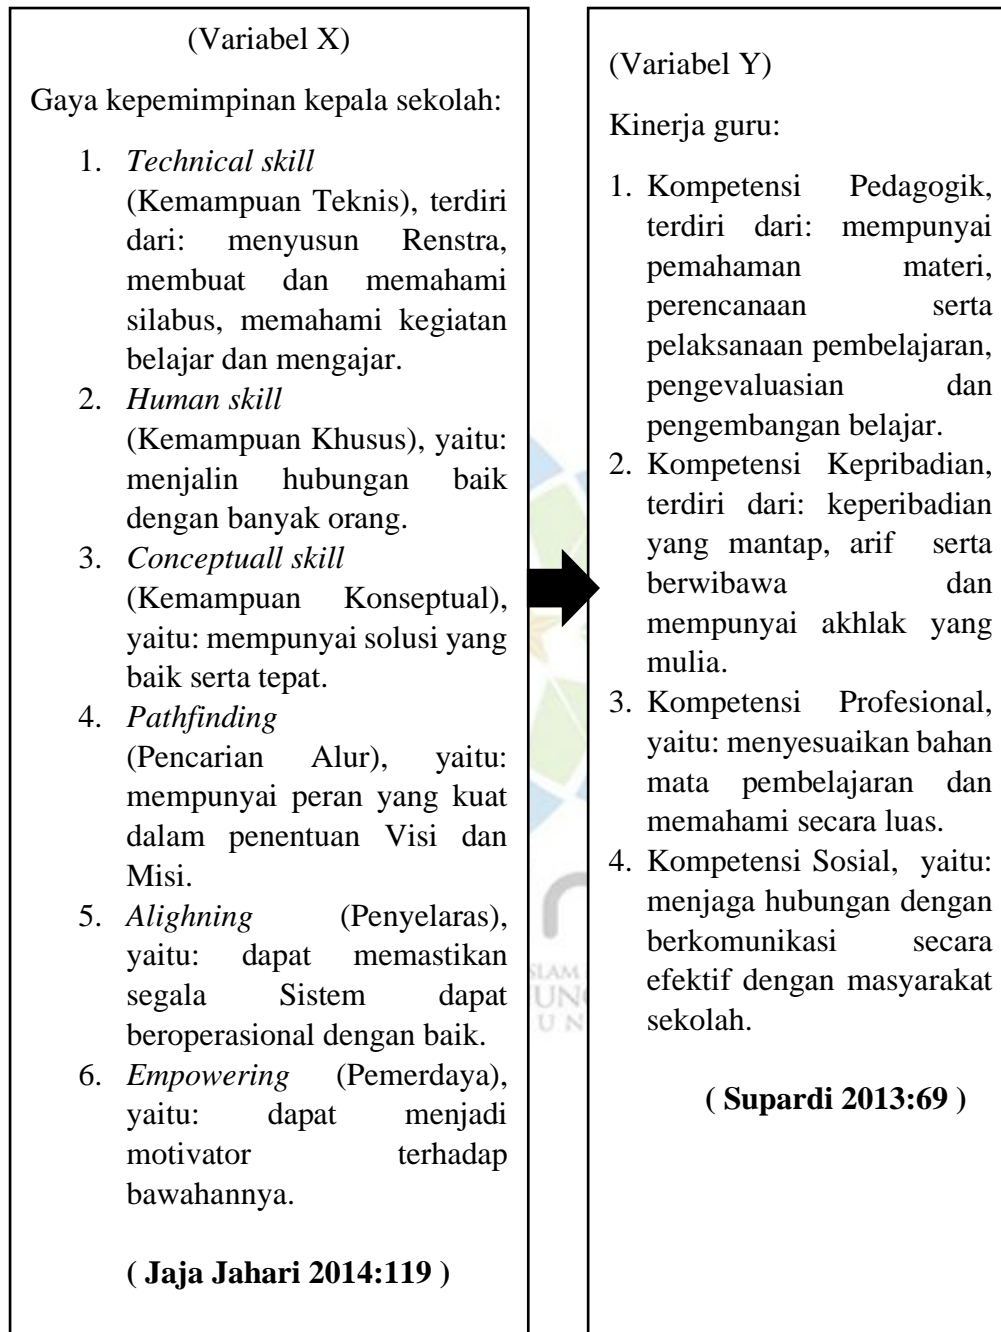 (Variabel X)
Gaya kepemimpinan kepala sekolah:
1. Technical skill
(Kemampuan Teknis), terdiri
dari: menyusun Renstra,
membuat dan memahami
silabus, memahami kegiatan
belajar dan mengajar.
2. Human skill
(Kemampuan Khusus), yaitu:
menjalin hubungan baik
dengan banyak orang.
3. Conceptuall skill
(Kemampuan Konseptual),
yaitu: mempunyai solusi yang
baik serta tepat.
4. Pathfinding
(Pencarian Alur), yaitu:
mempunyai peran yang kuat
dalam penentuan Visi dan
Misi.
5. Alighning (Penyelaras),
yaitu: dapat memastikan
segala Sistem dapat
beroperasional dengan baik.
6. Empowering (Pemerdaya),
yaitu: dapat menjadi
motivator terhadap
bawahannya.
( Jaja Jahari 2014:119 )
(Variabel Y)
Kinerja guru:
1. Kompetensi Pedagogik,
terdiri dari: mempunyai
pemahaman materi,
perencanaan serta
pelaksanaan pembelajaran,
pengevaluasian dan
pengembangan belajar.
2. Kompetensi Kepribadian,
terdiri dari: keperibadian
yang mantap, arif serta
berwibawa dan
mempunyai akhlak yang
mulia.
3. Kompetensi Profesional,
yaitu: menyesuaikan bahan
mata pembelajaran dan
memahami secara luas.
4. Kompetensi Sosial, yaitu:
menjaga hubungan dengan
berkomunikasi secara
efektif dengan masyarakat
sekolah.
( Supardi 2013:69 )